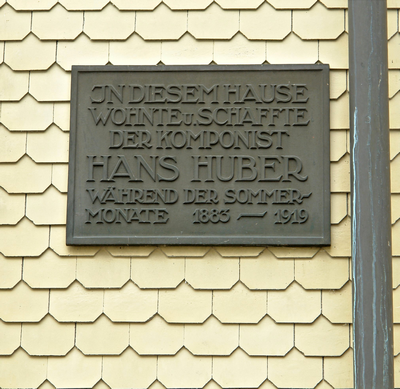 IN DIESEM HAUSE
WOHNTE U. SCHAFFTE
DER KOMPONIST
HANS HUBER
WÄHREND DER SOMMER-
MONATE 1883 — 1919